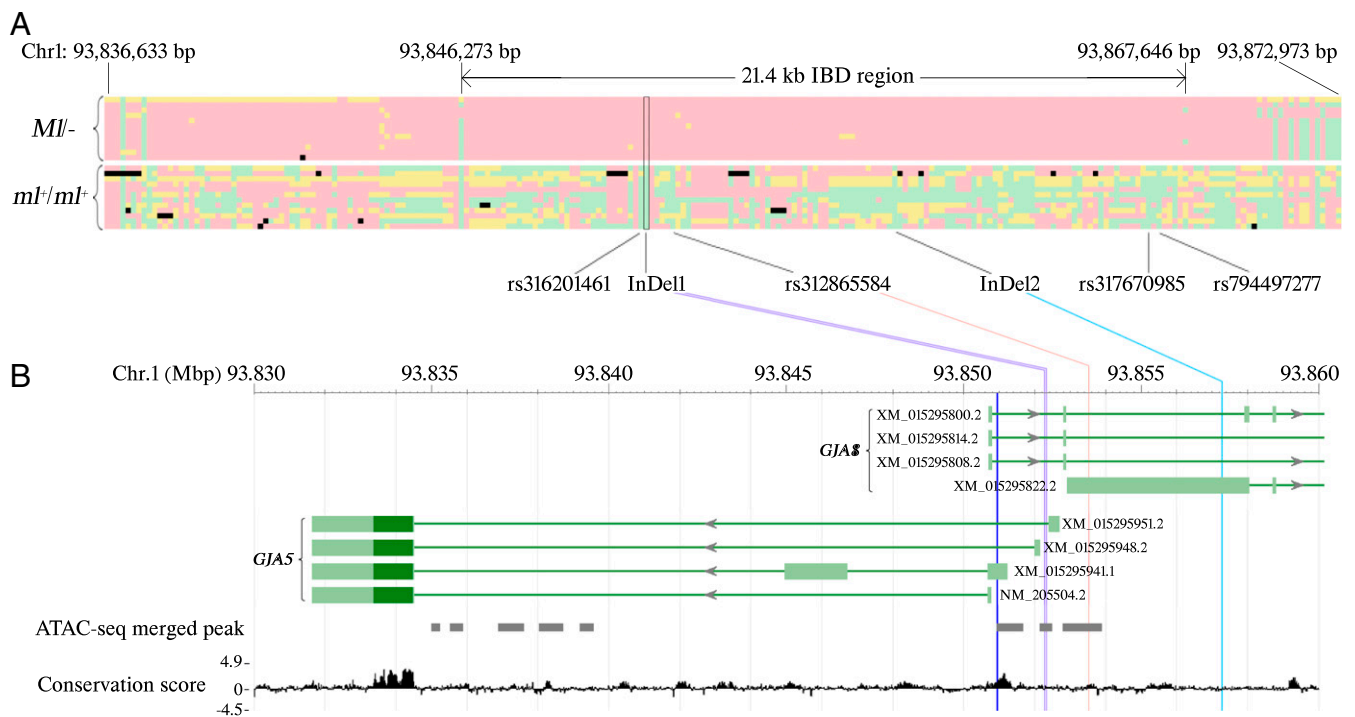 A
Chr1: 93,836,633 bp 93,846,273 bp 93,867,646 bp 93,872,973 bp
21.4 kb IBD region
Ml/-
ml⁺/ml⁺
rs316201461 InDel1 rs312865584 InDel2 rs317670985 rs794497277
B
Chr.1 (Mbp) 93.830 93.835 93.840 93.845 93.850 93.855 93.860
XM_015295800.2
XM_015295814.2
GJA8
XM_015295808.2
XM_015295822.2
XM_015295951.2
XM_015295948.2
GJA5
XM_015295941.1
NM_205504.2
ATAC-seq merged peak
4.9
Conservation score 0
-4.5